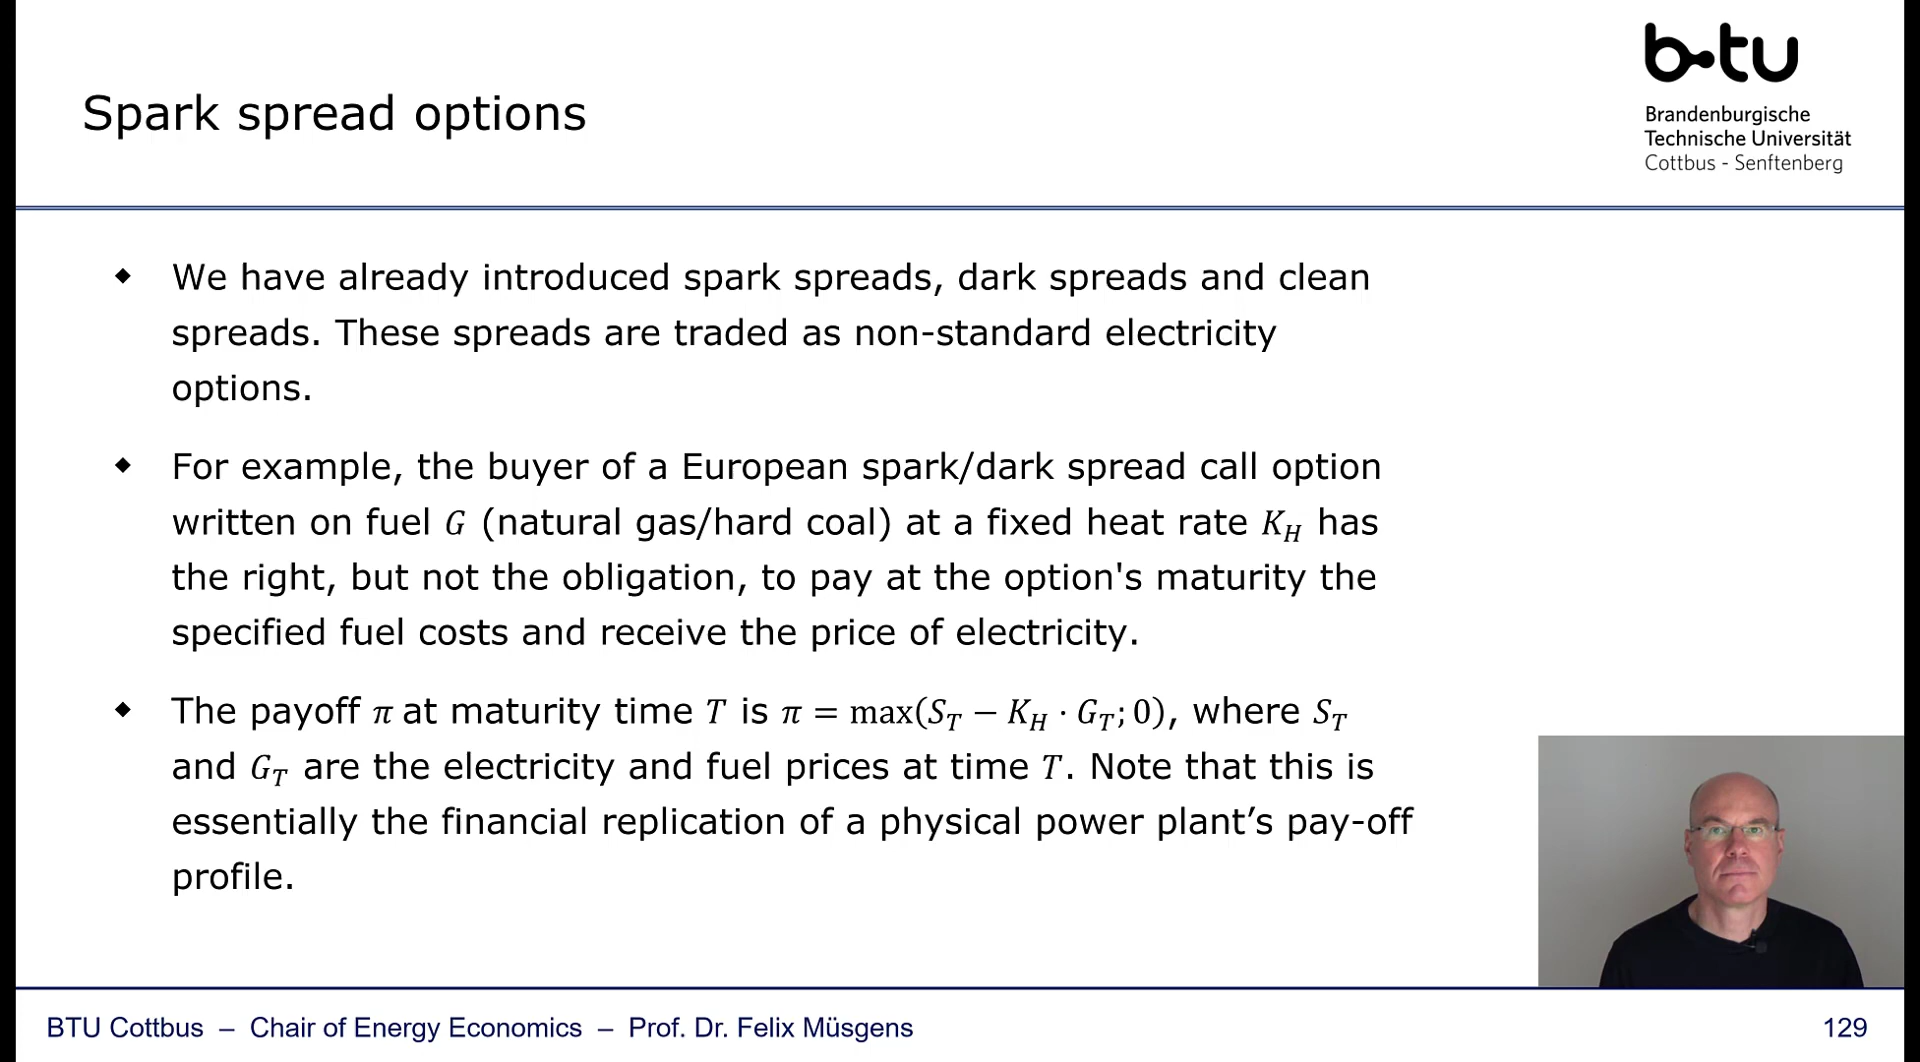 b-tu
Brandenburgische
Technische Universität
Cottbus - Senftenberg
Spark spread options
◆ We have already introduced spark spreads, dark spreads and clean
spreads. These spreads are traded as non-standard electricity
options.
◆ For example, the buyer of a European spark/dark spread call option
written on fuel G (natural gas/hard coal) at a fixed heat rate K_H has
the right, but not the obligation, to pay at the option's maturity the
specified fuel costs and receive the price of electricity.
◆ The payoff π at maturity time T is π = max(S_T − K_H · G_T; 0), where S_T
and G_T are the electricity and fuel prices at time T. Note that this is
essentially the financial replication of a physical power plant’s pay-off
profile.
BTU Cottbus – Chair of Energy Economics – Prof. Dr. Felix Müsgens
129